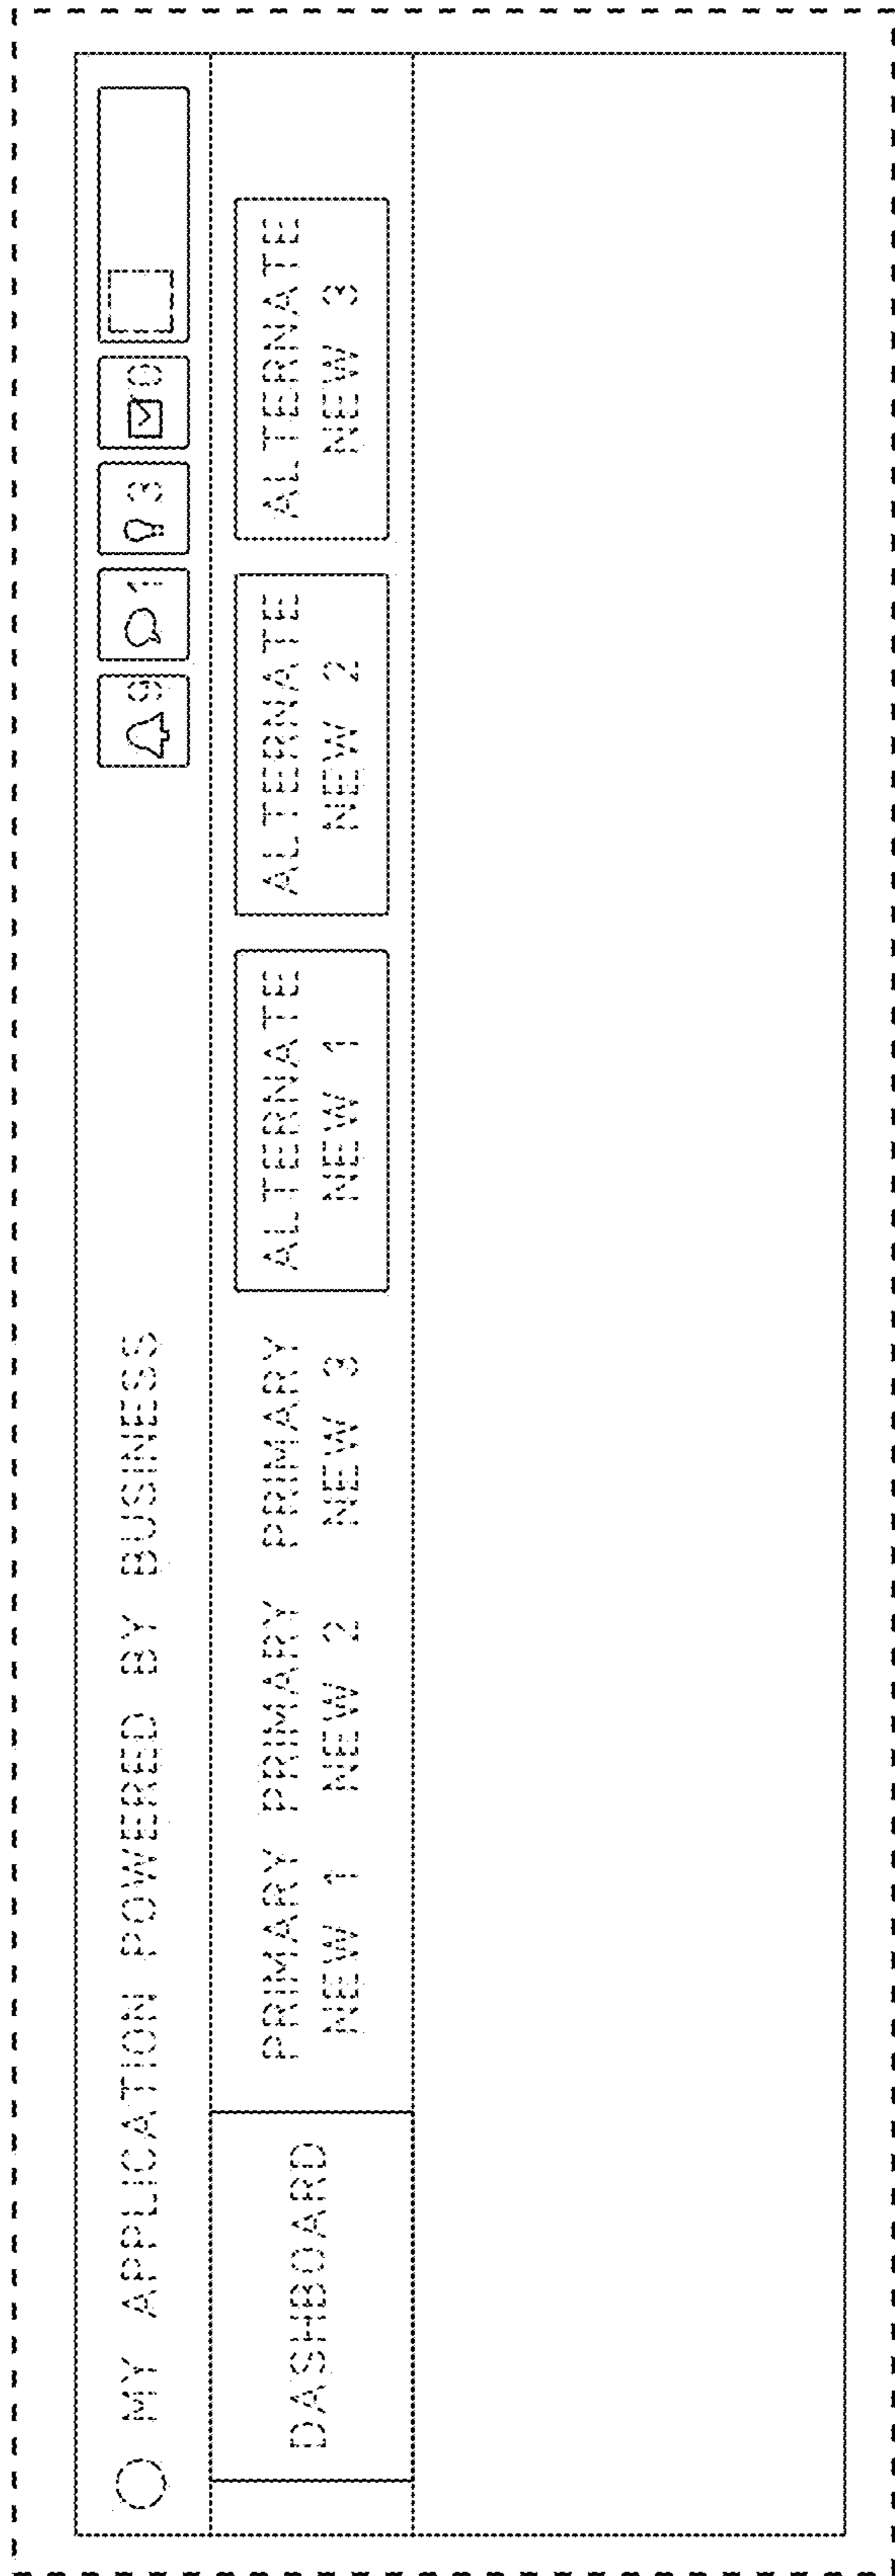 MY APPLICATION POWERED BY BUSINESS
9
1
3
0
DASHBOARD
PRIMARY
NEW 1
PRIMARY
NEW 2
PRIMARY
NEW 3
ALTERNATE
NEW 1
ALTERNATE
NEW 2
ALTERNATE
NEW 3